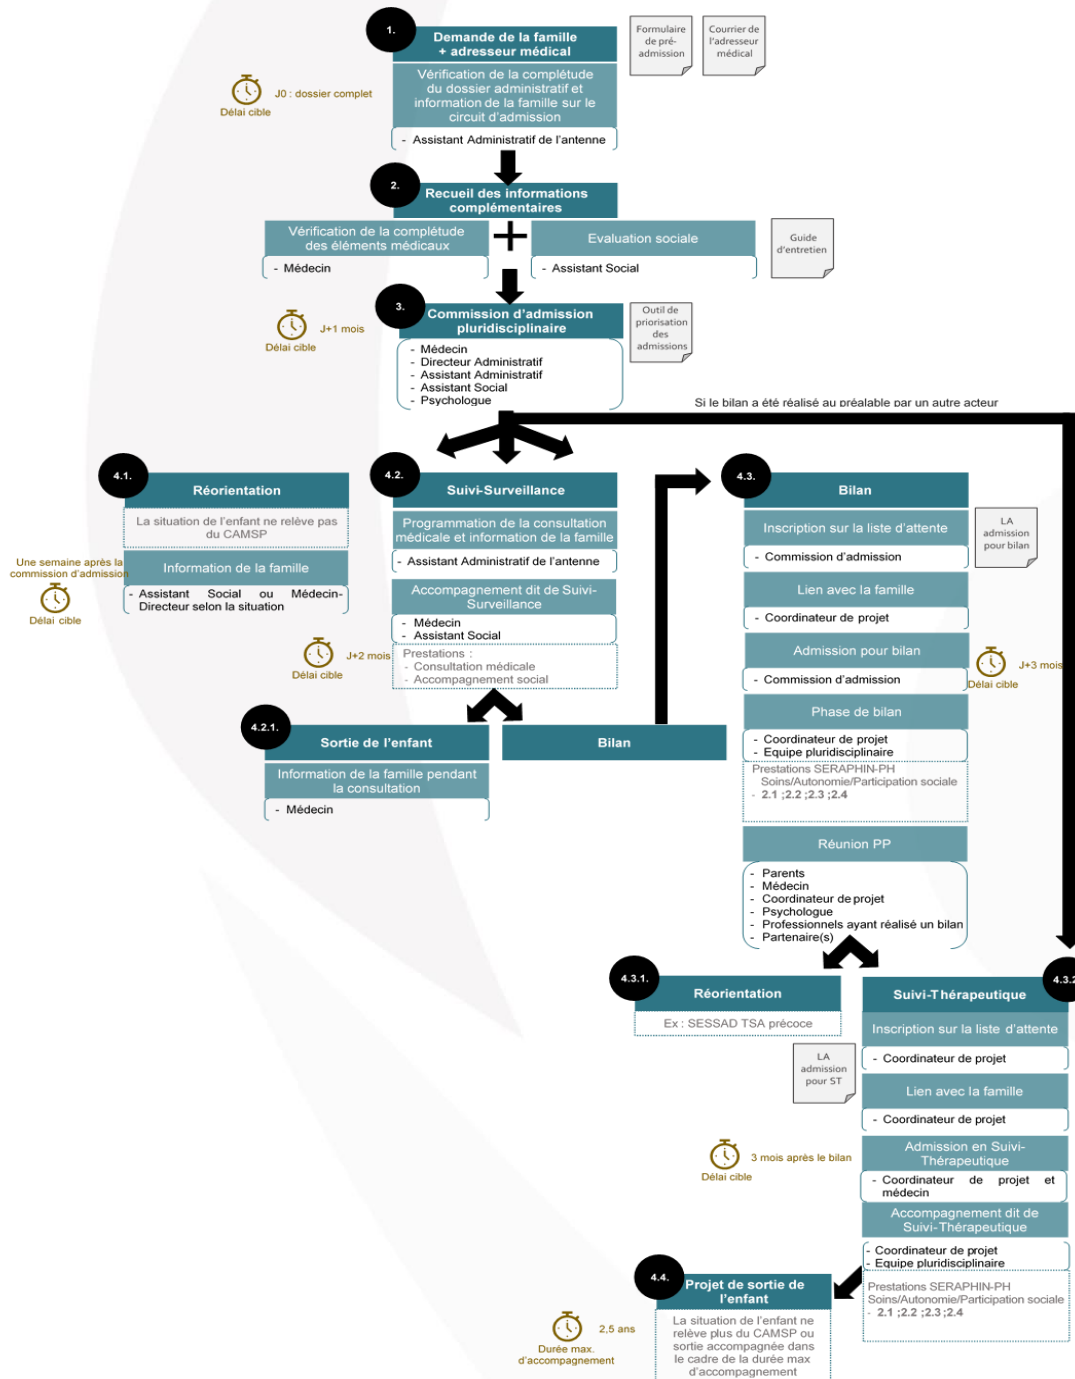 1.
Demande de la famille
+ adresseur médical
Formulaire
de pré-
admission
Courrier de
l'adresseur
médical
Vérification de la complétude
du dossier administratif et
information de la famille sur le
circuit d'admission
- Assistant Administratif de l'antenne
J0 : dossier complet
Délai cible
2.
Recueil des informations
complémentaires
Vérification de la complétude
des éléments médicaux
- Médecin
Evaluation sociale
- Assistant Social
Guide
d'entretien
3.
Commission d'admission
pluridisciplinaire
- Médecin
- Directeur Administratif
- Assistant Administratif
- Assistant Social
- Psychologue
J+1 mois
Délai cible
Outil de
priorisation
des
admissions
Si le bilan a été réalisé au préalable par un autre acteur
4.1.
Réorientation
La situation de l'enfant ne relève pas
du CAMSP
Information de la famille
- Assistant Social ou Médecin-
Directeur selon la situation
Une semaine après la
commission d'admission
Délai cible
4.2.
Suivi-Surveillance
Programmation de la consultation
médicale et information de la famille
- Assistant Administratif de l'antenne
Accompagnement dit de Suivi-
Surveillance
- Médecin
- Assistant Social
Prestations :
- Consultation médicale
- Accompagnement social
J+2 mois
Délai cible
4.2.1.
Sortie de l'enfant
Information de la famille pendant
la consultation
- Médecin
Bilan
4.3.
Bilan
Inscription sur la liste d'attente
- Commission d'admission
LA
admission
pour bilan
Lien avec la famille
- Coordinateur de projet
Admission pour bilan
- Commission d'admission
J+3 mois
Délai cible
Phase de bilan
- Coordinateur de projet
- Equipe pluridisciplinaire
Prestations SERAPHIN-PH
Soins/Autonomie/Participation sociale
- 2.1 ;2.2 ;2.3 ;2.4
Réunion PP
- Parents
- Médecin
- Coordinateur de projet
- Psychologue
- Professionnels ayant réalisé un bilan
- Partenaire(s)
4.3.1.
Réorientation
Ex : SESSAD TSA précoce
4.3.2
Suivi-Thérapeutique
Inscription sur la liste d'attente
- Coordinateur de projet
LA
admission
pour ST
Lien avec la famille
- Coordinateur de projet
Admission en Suivi-
Thérapeutique
- Coordinateur de projet et
médecin
3 mois après le bilan
Délai cible
Accompagnement dit de
Suivi-Thérapeutique
- Coordinateur de projet
- Equipe pluridisciplinaire
Prestations SERAPHIN-PH
Soins/Autonomie/Participation sociale
- 2.1 ;2.2 ;2.3 ;2.4
4.4.
Projet de sortie de
l'enfant
La situation de l'enfant ne
relève plus du CAMSP ou
sortie accompagnée dans
le cadre de la durée max
d'accompagnement
2,5 ans
Durée max.
d'accompagnement